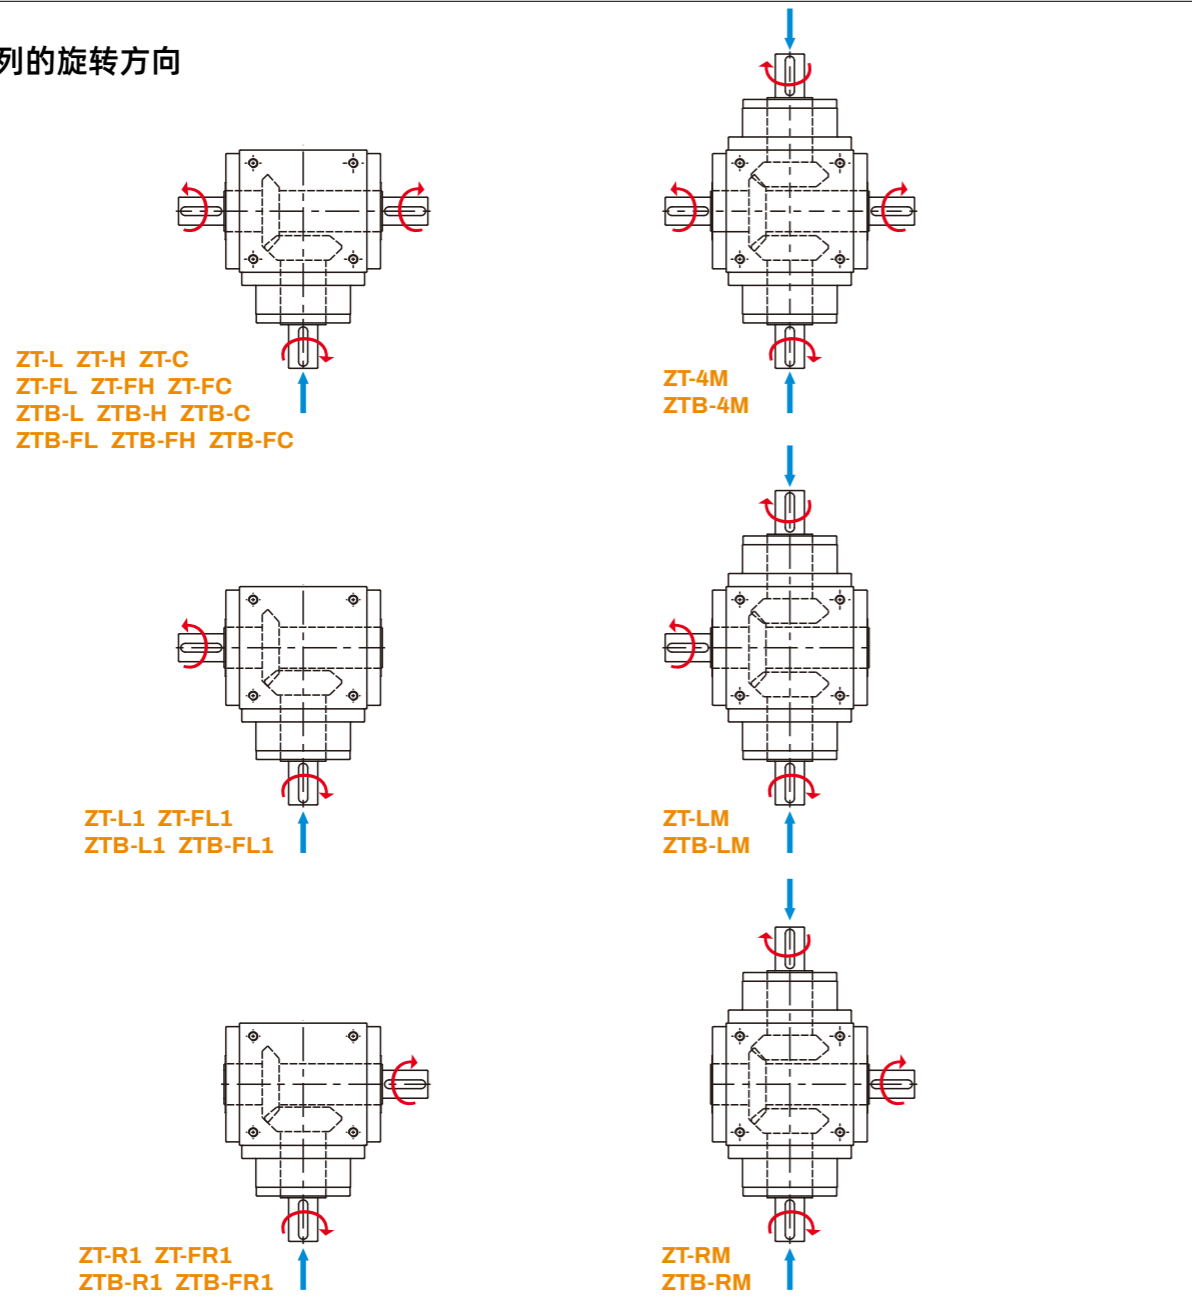 列的旋转方向
ZT-L ZT-H ZT-C
ZT-FL ZT-FH ZT-FC
ZTB-L ZTB-H ZTB-C
ZTB-FL ZTB-FH ZTB-FC
ZT-4M
ZTB-4M
ZT-L1 ZT-FL1
ZTB-L1 ZTB-FL1
ZT-LM
ZTB-LM
ZT-R1 ZT-FR1
ZTB-R1 ZTB-FR1
ZT-RM
ZTB-RM